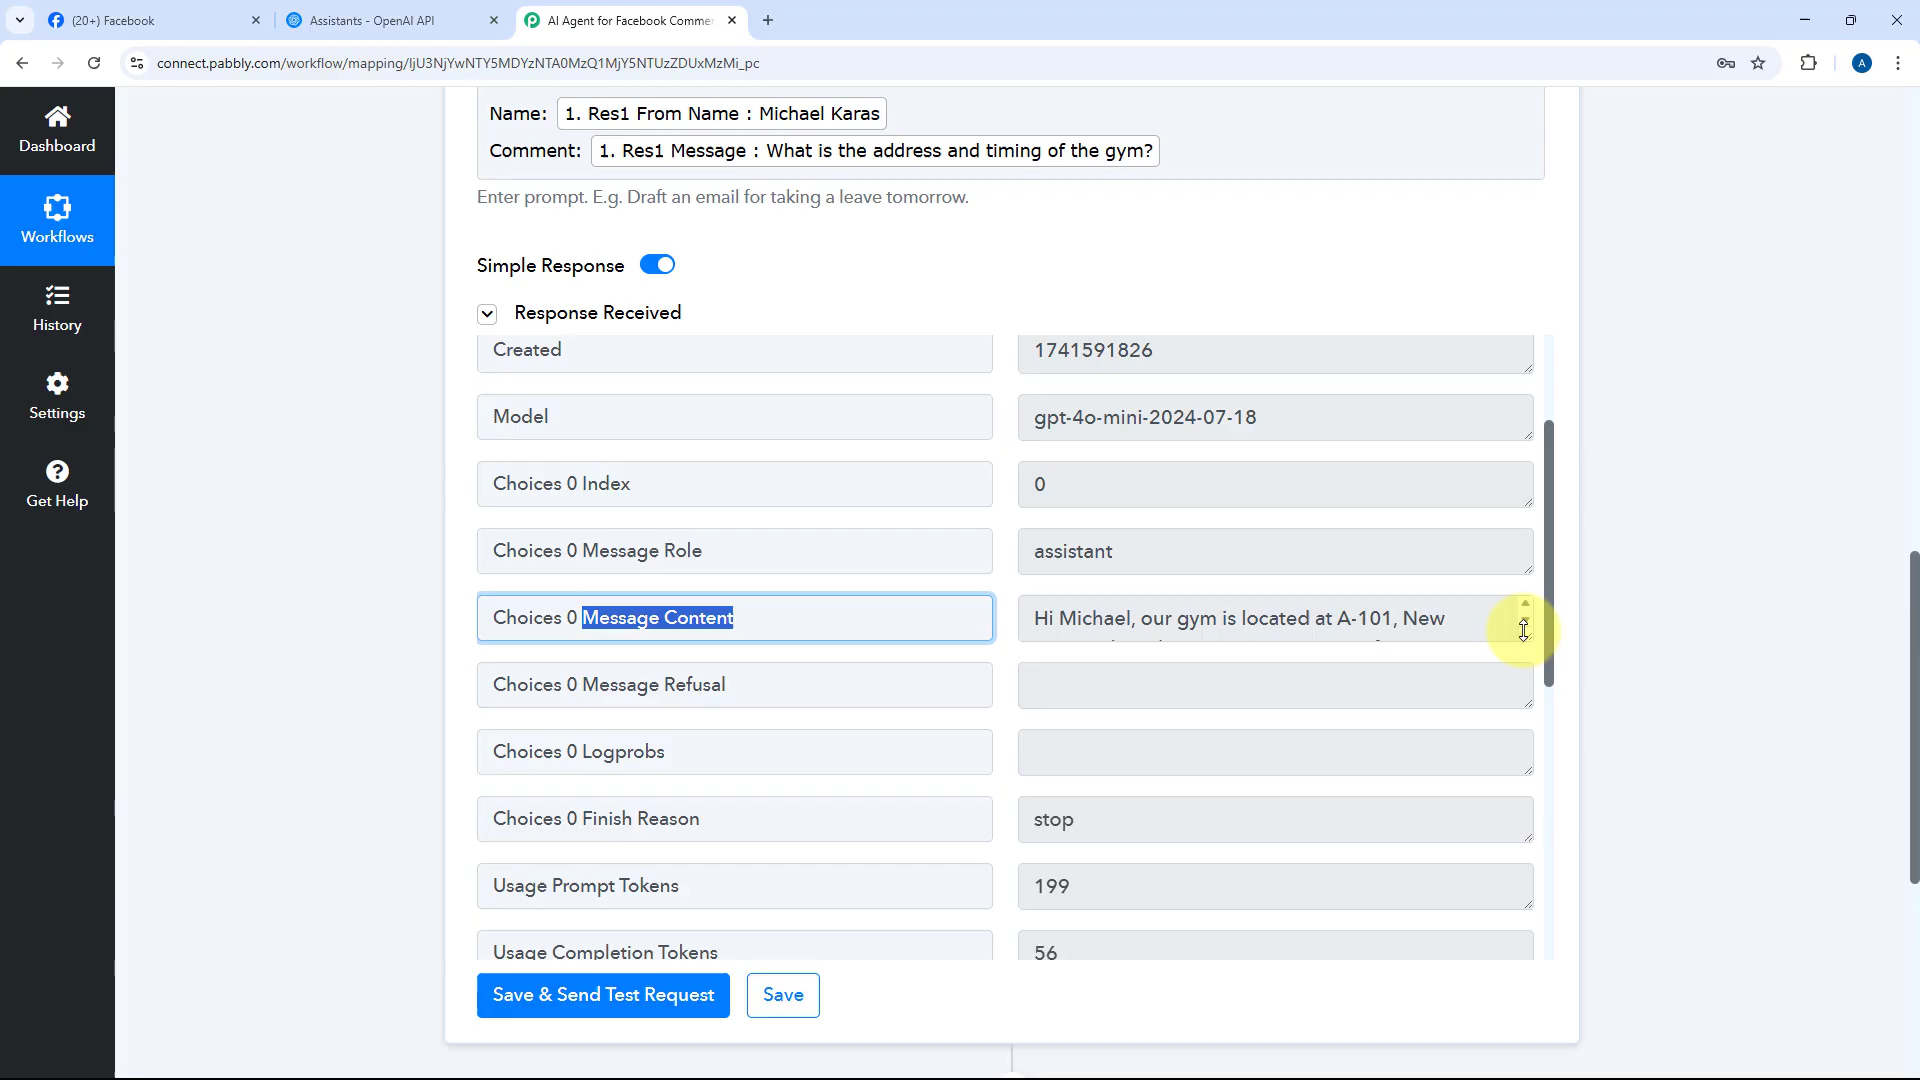 (20+) Facebook
Assistants - OpenAI API
AI Agent for Facebook Comme
connect.pabbly.com/workflow/mapping/IjU3NjYwNTY5MDYzNTA0MzQ1MjY5NTUzZDUxMzMi_pc
A
Dashboard
Workflows
History
Settings
Get Help
Name: 1. Res1 From Name : Michael Karas
Comment: 1. Res1 Message : What is the address and timing of the gym?
Enter prompt. E.g. Draft an email for taking a leave tomorrow.
Simple Response
Response Received
Created
1741591826
Model
gpt-4o-mini-2024-07-18
Choices 0 Index
0
Choices 0 Message Role
assistant
Choices 0 Message Content
Hi Michael, our gym is located at A-101, New
Choices 0 Message Refusal
Choices 0 Logprobs
Choices 0 Finish Reason
stop
Usage Prompt Tokens
199
Usage Completion Tokens
56
Save & Send Test Request
Save